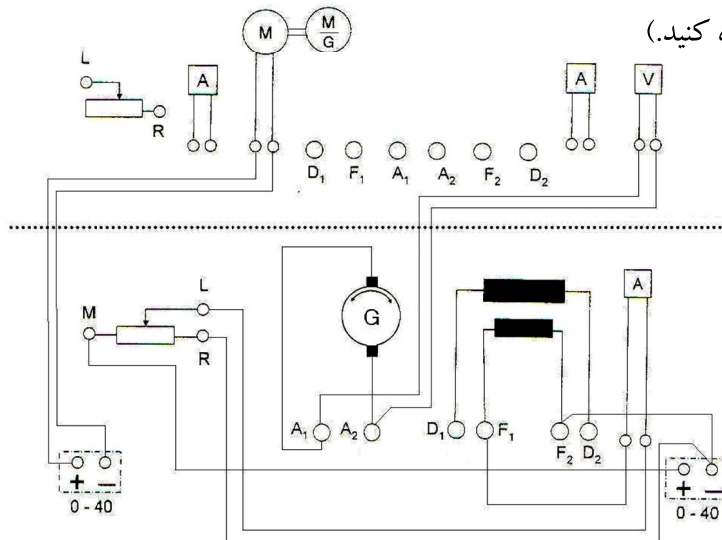 ه کنید.)
M M/G
L A A V
R
D₁ F₁ A₁ A₂ F₂ D₂
L A
M G
R
A₁ A₂ D₁ F₁ F₂ D₂
+ − + −
0 - 40 0 - 40